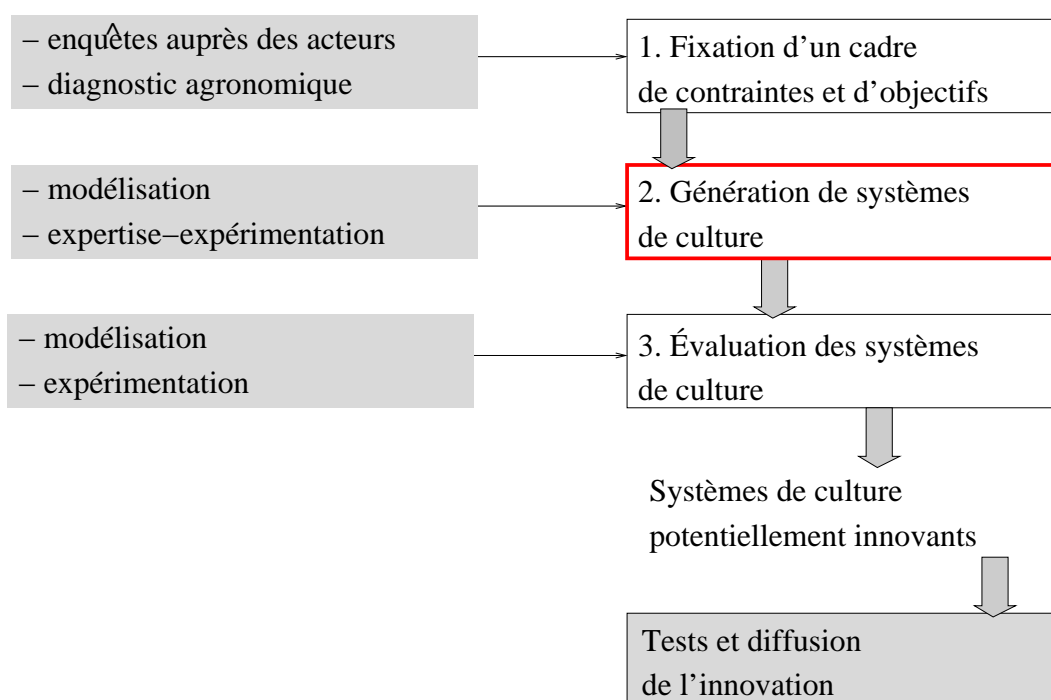 – enquêtes auprès des acteurs
– diagnostic agronomique
1. Fixation d’un cadre
de contraintes et d’objectifs
– modélisation
– expertise–expérimentation
2. Génération de systèmes
de culture
– modélisation
– expérimentation
3. Évaluation des systèmes
de culture
Systèmes de culture
potentiellement innovants
Tests et diffusion
de l’innovation